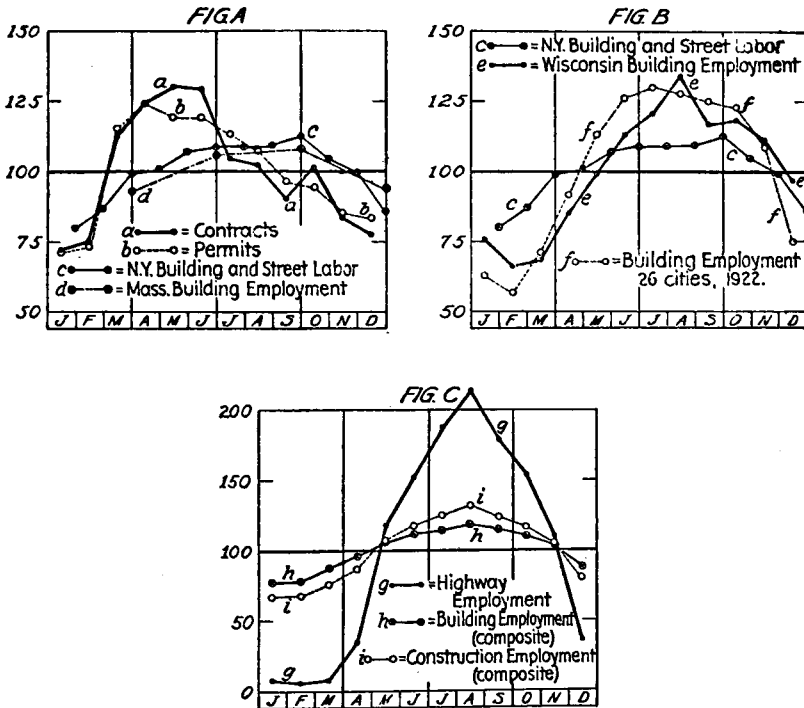 FIG. A
150
125
100
75
50
a
b
c
d
a
b
a = Contracts
b = Permits
c = N.Y. Building and Street Labor
d = Mass. Building Employment
J F M A M J J A S O N D
FIG. B
150
125
100
75
50
c = N.Y. Building and Street Labor
e = Wisconsin Building Employment
e
f
f
c
c
e
e
f
f = Building Employment
26 cities, 1922.
J F M A M J J A S O N D
FIG. C
200
150
100
50
0
g
g
i
h
h
i
g = Highway
Employment
h = Building Employment
(composite)
i = Construction Employment
(composite)
J F M A M J J A S O N D